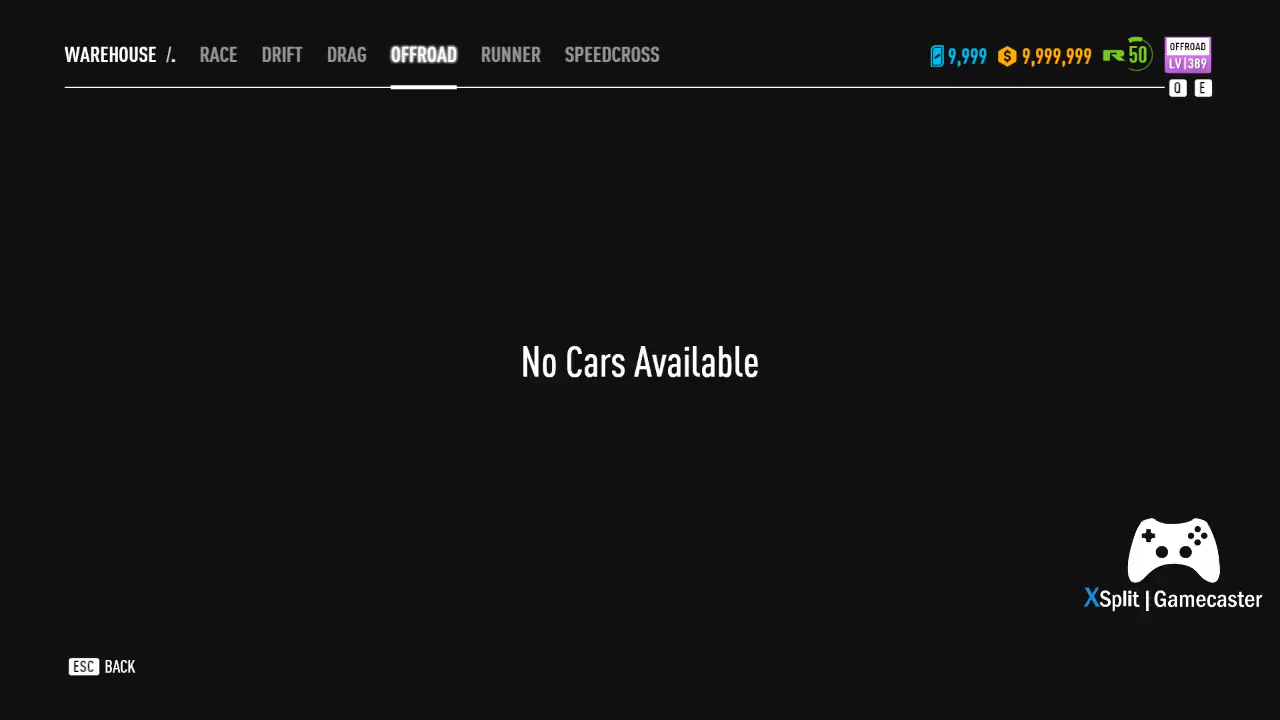 WAREHOUSE /. RACE DRIFT DRAG OFFROAD RUNNER SPEEDCROSS 9,999 $ 9,999,999 R 50 OFFROAD
LV|389
Q E
No Cars Available
XSplit | Gamecaster
ESC BACK